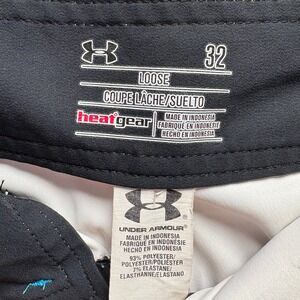 32
LOOSE
COUPE LÂCHE/SUELTO
heatgear
MADE IN INDONESIA
FABRIQUÉ EN INDONÉSIE
HECHO EN INDONESIA
UNDER ARMOUR
MADE IN INDONESIA
FABRIQUÉ EN INDONÉSIE
HECHO EN INDONESIA
93% POLYESTER/
POLYESTER/POLIÉSTER
7% ELASTANE/
ÉLASTHANNE/ELASTANO